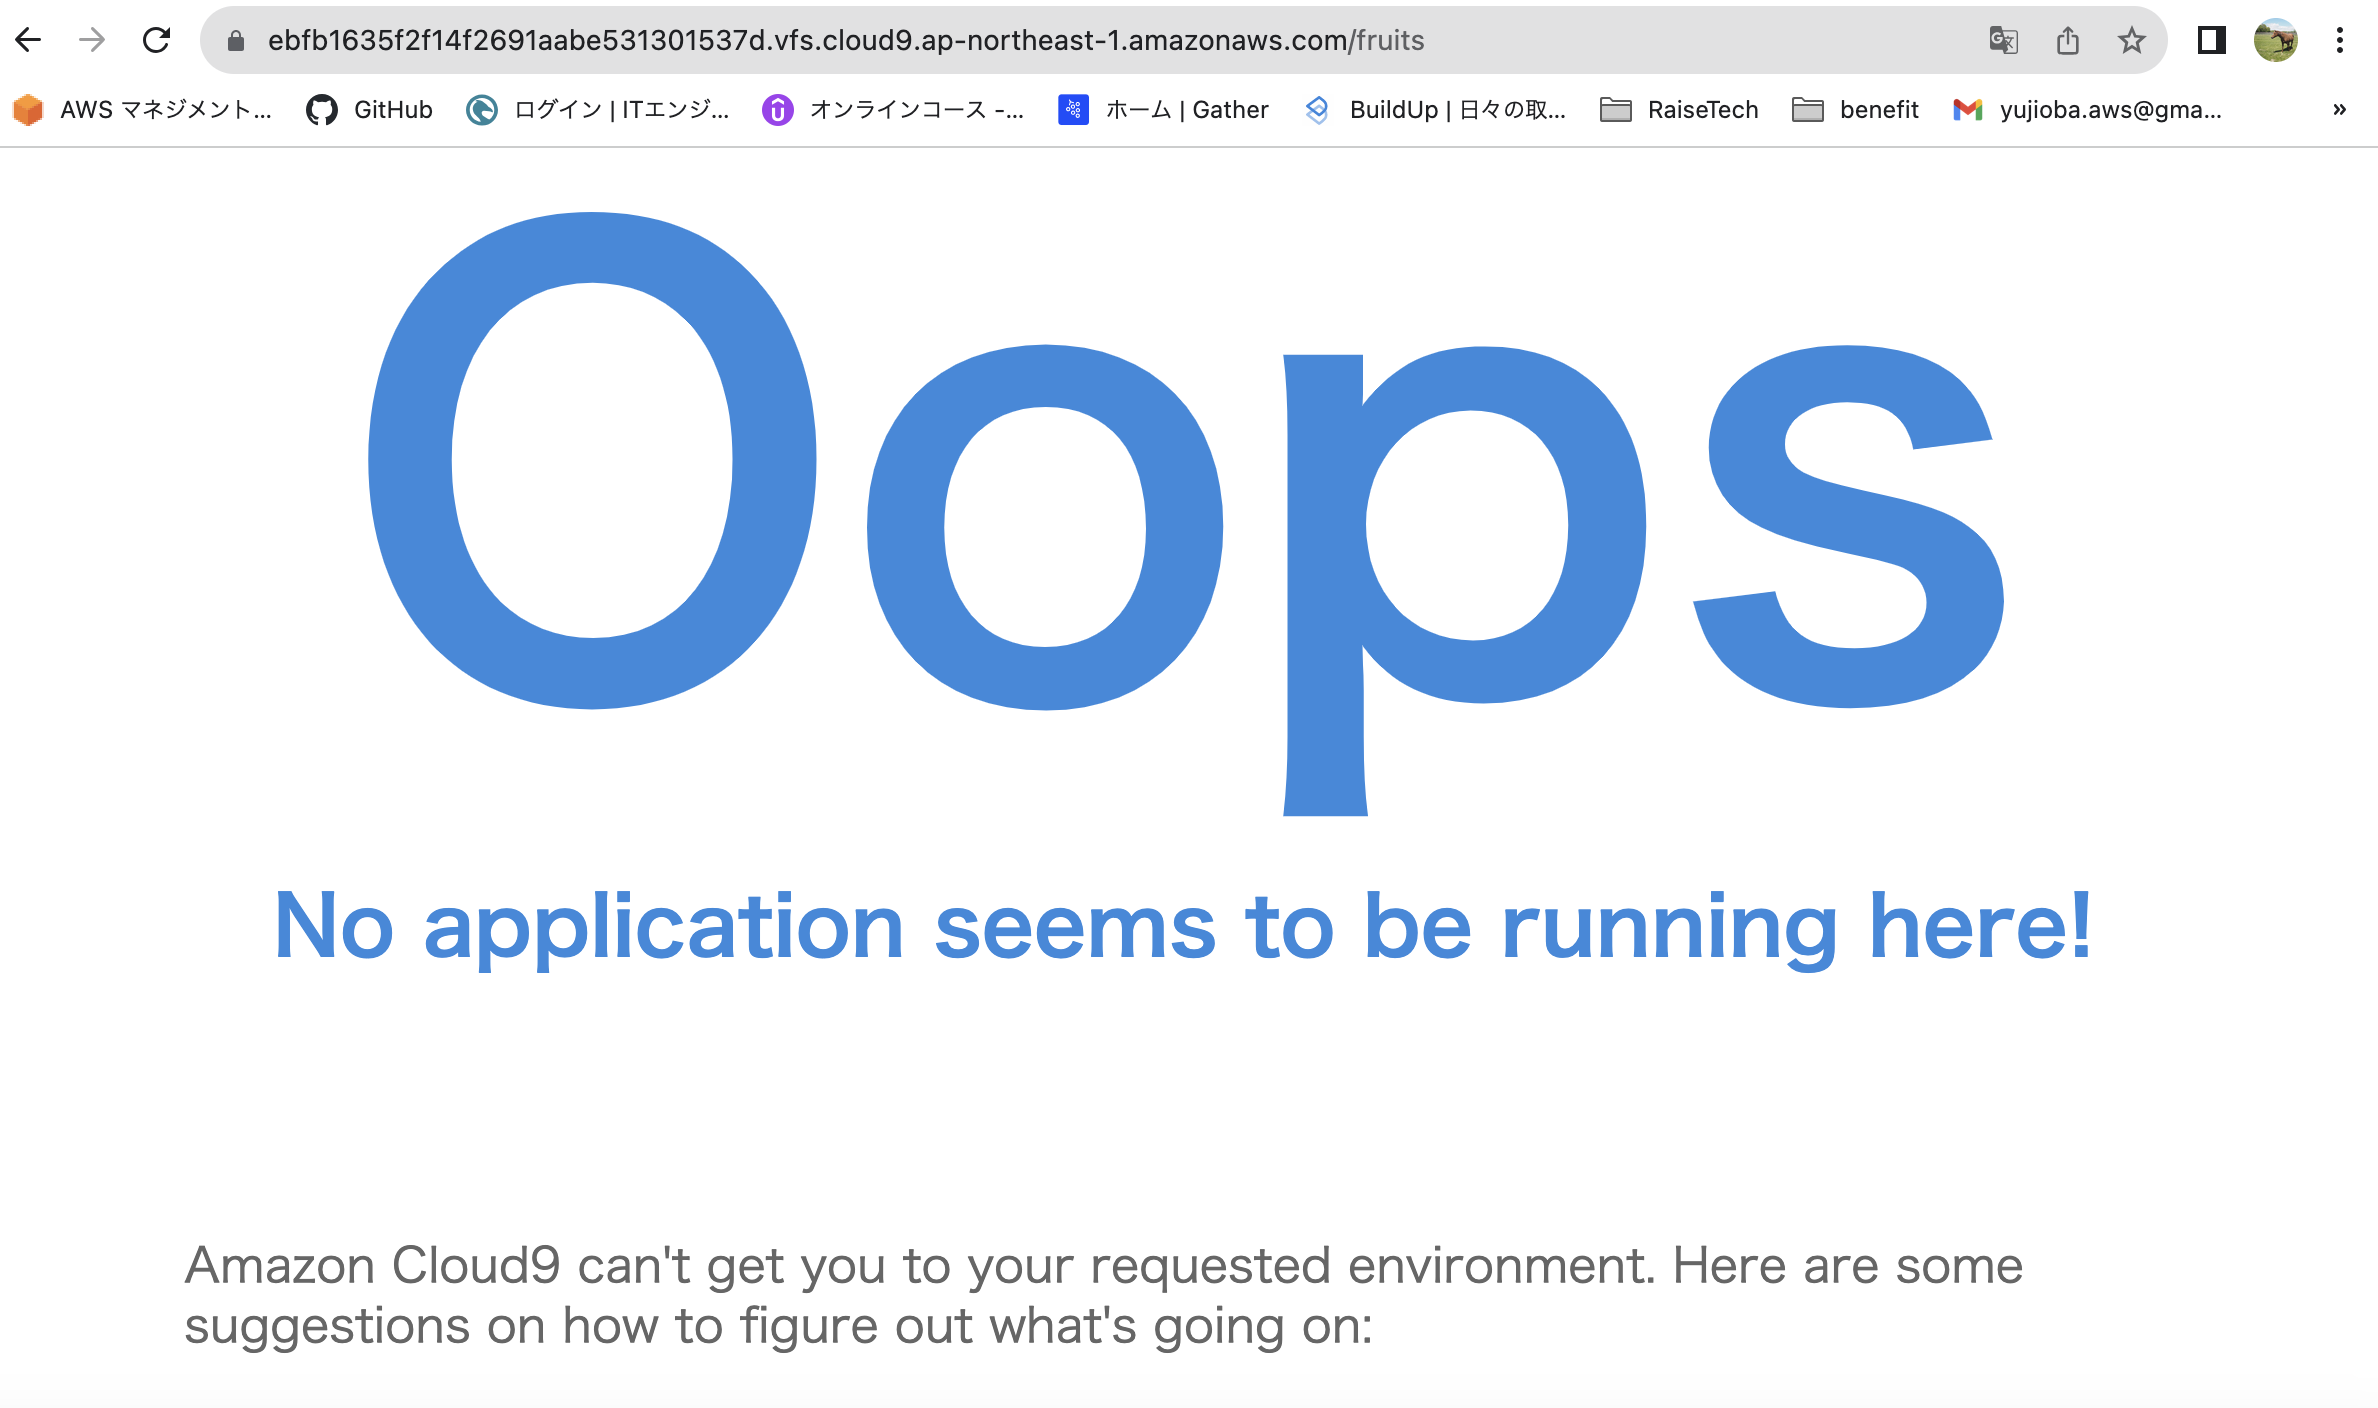 ebfb1635f2f14f2691aabe531301537d.vfs.cloud9.ap-northeast-1.amazonaws.com/fruits
AWS マネジメント... GitHub ログイン | ITエンジ... オンラインコース -... ホーム | Gather BuildUp | 日々の取... RaiseTech benefit yujioba.aws@gma... »
Oops
No application seems to be running here!
Amazon Cloud9 can't get you to your requested environment. Here are some
suggestions on how to figure out what's going on: